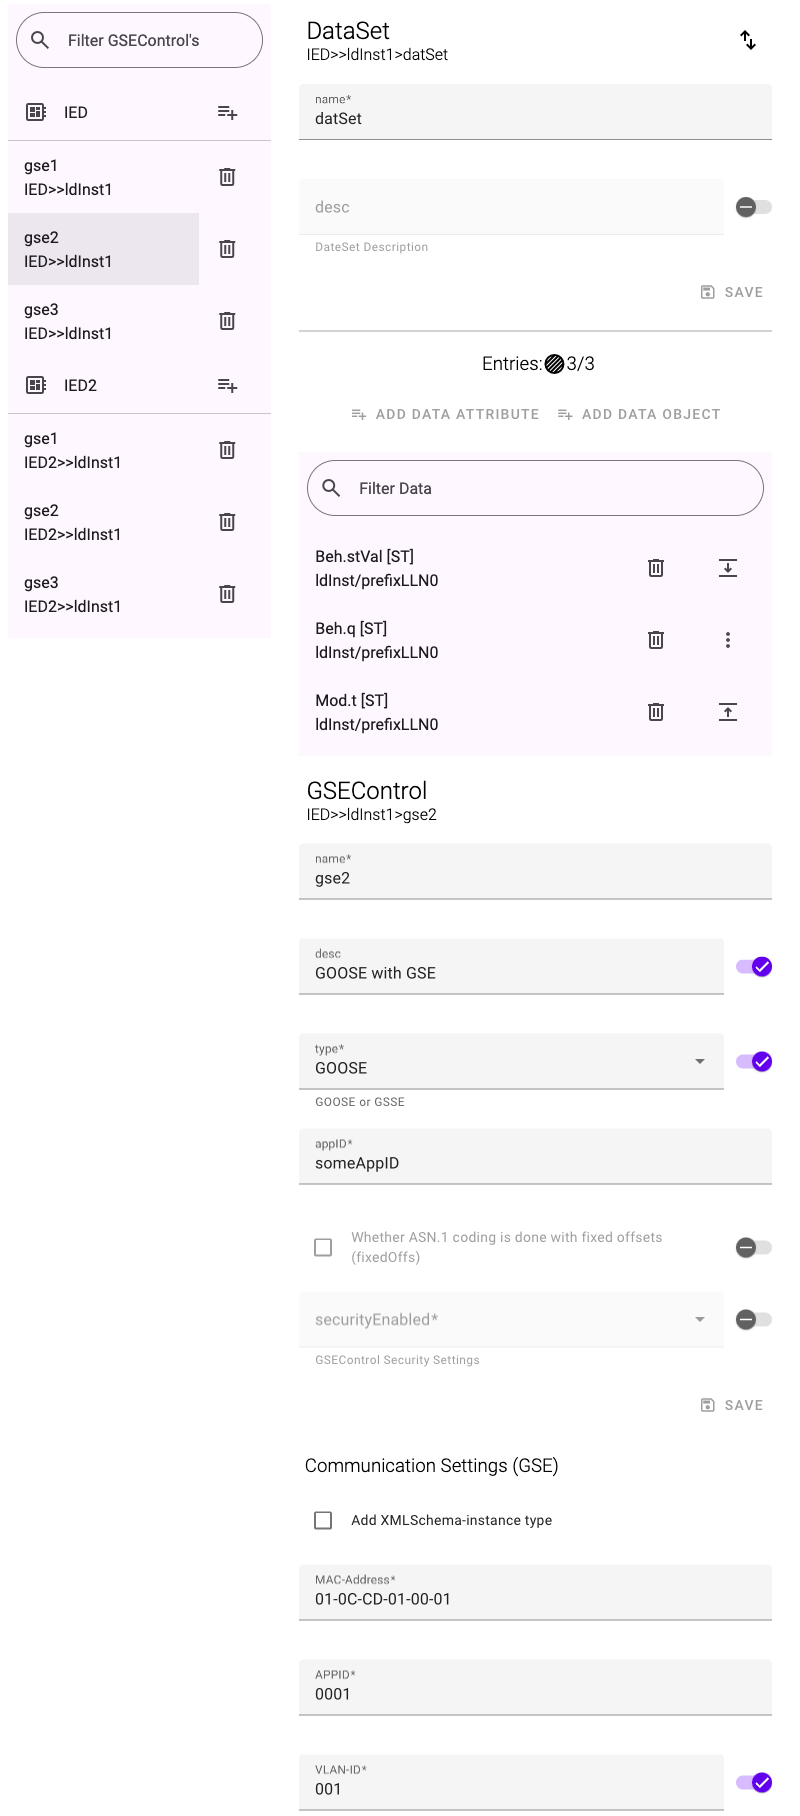 Filter GSEControl's
IED
gse1
IED>>ldInst1
gse2
IED>>ldInst1
gse3
IED>>ldInst1
IED2
gse1
IED2>>ldInst1
gse2
IED2>>ldInst1
gse3
IED2>>ldInst1
DataSet
IED>>ldInst1>datSet
name*
datSet
desc
DateSet Description
SAVE
Entries: 3/3
ADD DATA ATTRIBUTE ADD DATA OBJECT
Filter Data
Beh.stVal [ST]
ldInst/prefixLLN0
Beh.q [ST]
ldInst/prefixLLN0
Mod.t [ST]
ldInst/prefixLLN0
GSEControl
IED>>ldInst1>gse2
name*
gse2
desc
GOOSE with GSE
type*
GOOSE
GOOSE or GSSE
appID*
someAppID
Whether ASN.1 coding is done with fixed offsets
(fixedOffs)
securityEnabled*
GSEControl Security Settings
SAVE
Communication Settings (GSE)
Add XMLSchema-instance type
MAC-Address*
01-0C-CD-01-00-01
APPID*
0001
VLAN-ID*
001